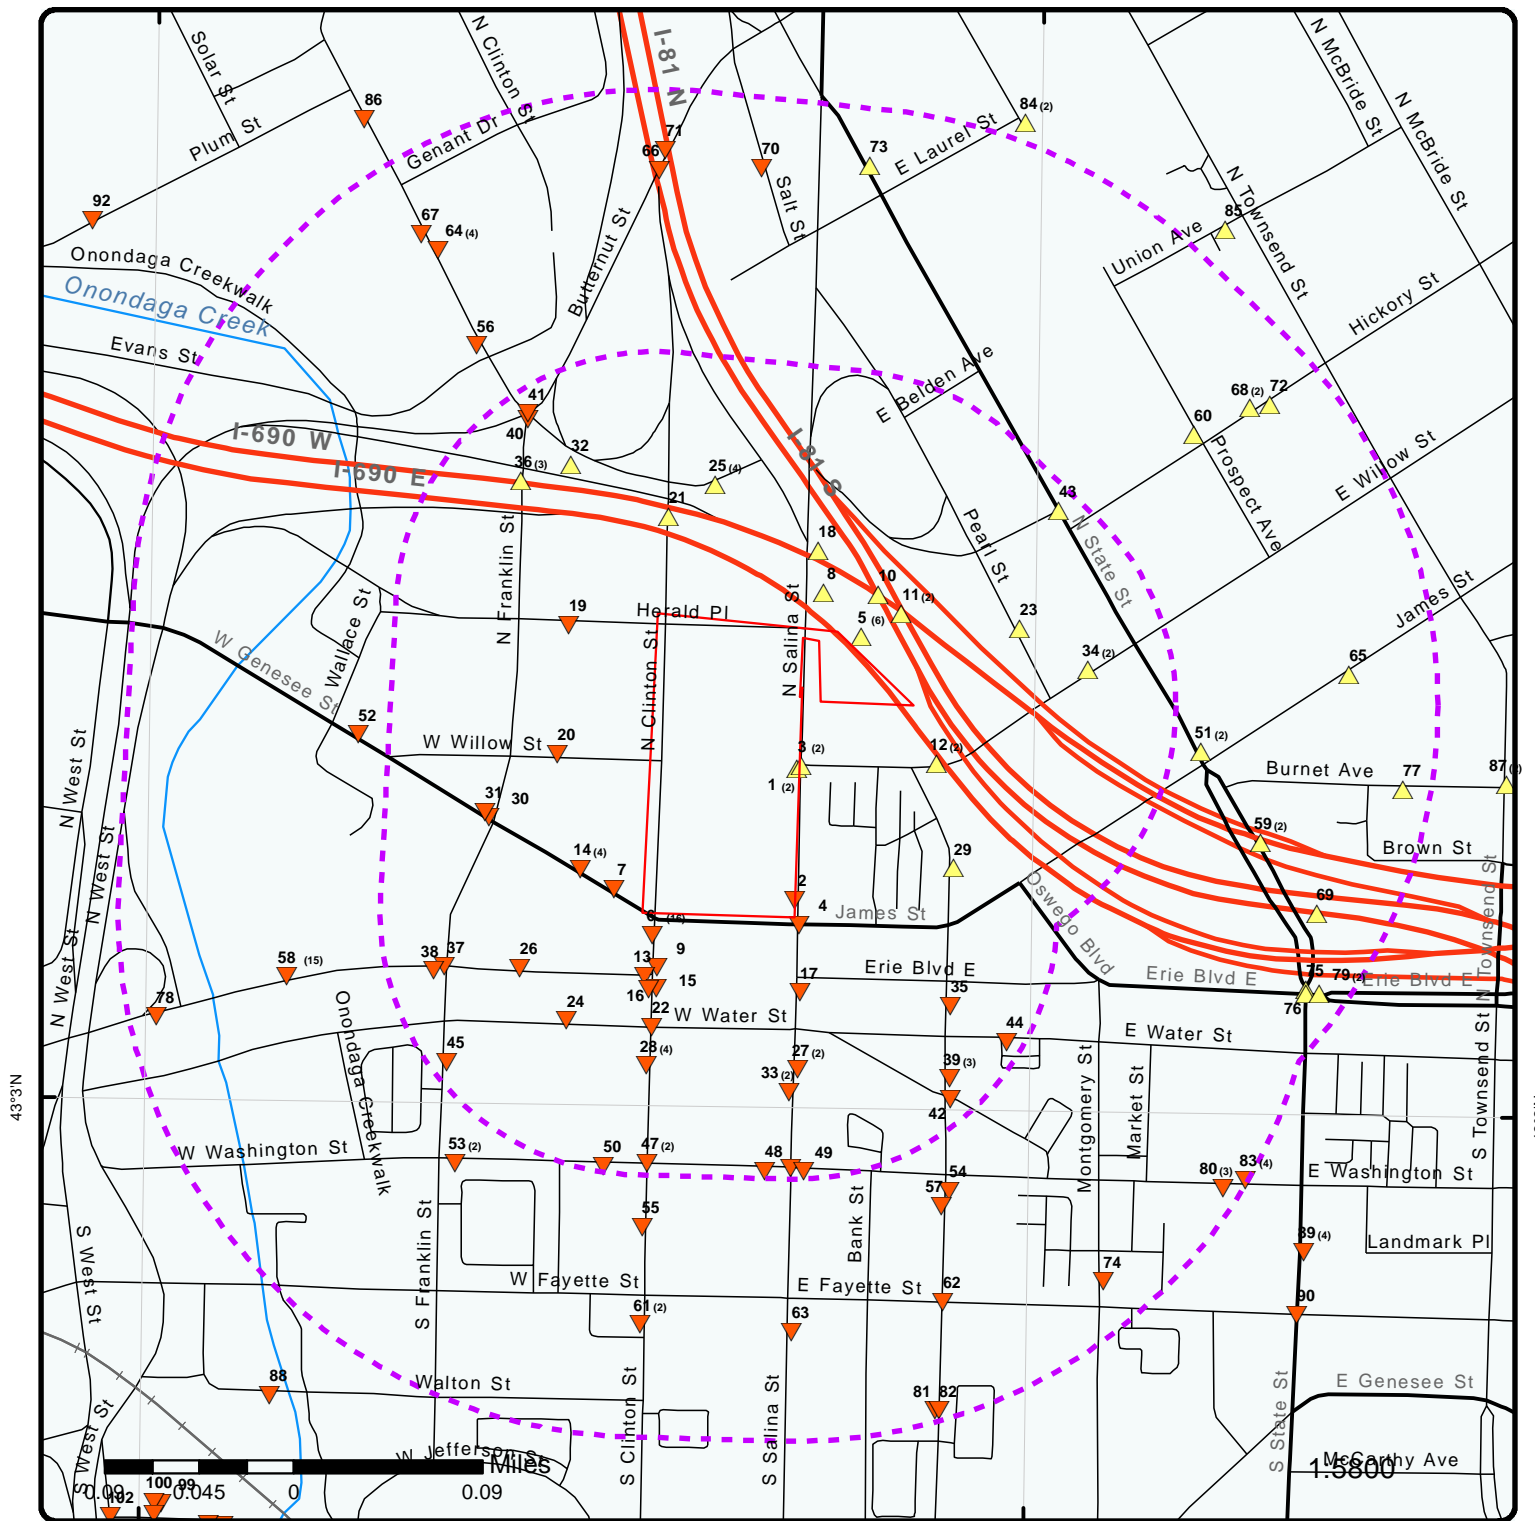 Solar St
N Clinton St
I-81 N
N McBride St
N McBride St
86
84 (2)
Plum St
Genant Dr
71
66
70
73
E Laurel St
Salt St
N Townsend St
92
67
64 (4)
85
Union Ave
Onondaga Creekwalk
Butternut St
Onondaga Creek
Hickory St
56
Evans St
E Belden Ave
41
40
68 (2)
72
60
I-690 W
I-81 S
32
36 (3)
25 (4)
I-690 E
Prospect Ave
E Willow St
21
43
18
N Franklin St
Pearl St
N State St
8
10
11 (2)
Wallace St
19
Herald Pl
N Salina St
5 (6)
23
James St
W Genesee St
34 (2)
65
N Clinton St
52
W Willow St
20
3 (2)
12 (2)
51 (2)
1 (2)
Burnet Ave
77
87
N West St
31
30
59 (2)
14 (4)
7
29
Brown St
N West St
2
Oswego Blvd
69
4
James St
N Townsend St
6 (16)
N West St
9
58 (15)
38
37
26
13
Erie Blvd E
Erie Blvd E
75
79 (2)
Erie Blvd E
78
15
16
17
35
76
24
22
W Water St
44
E Water St
Onondaga Creekwalk
45
28 (4)
27 (2)
39 (3)
33 (2)
42
Montgomery St
Market St
S Townsend St
43°3'N
W Washington St
53 (2)
50
47 (2)
48
49
54
57
80 (3)
83 (4)
E Washington St
Bank St
55
S West St
S Franklin St
39 (4)
Landmark Pl
W Fayette St
E Fayette St
62
74
90
61 (2)
63
88
Walton St
E Genesee St
81
82
S Clinton St
S Salina St
S State St
S West St
W Jefferson St
Miles
McCarthy Ave
1:5800
0.09
0.045
0
0.09
100
99
102